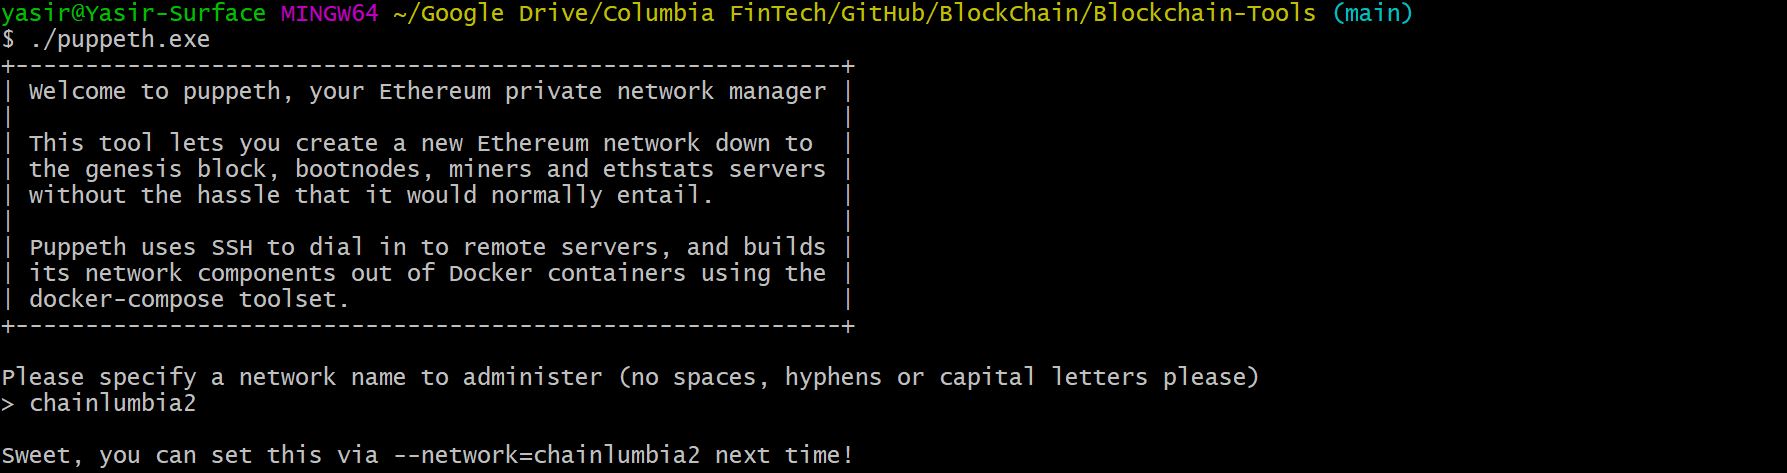 yasir@Yasir-Surface MINGW64 ~/Google Drive/Columbia FinTech/GitHub/BlockChain/Blockchain-Tools (main)
$ ./puppeth.exe
+-----------------------------------------------------------+
| Welcome to puppeth, your Ethereum private network manager |
|                                                           |
| This tool lets you create a new Ethereum network down to  |
| the genesis block, bootnodes, miners and ethstats servers |
| without the hassle that it would normally entail.         |
|                                                           |
| Puppeth uses SSH to dial in to remote servers, and builds |
| its network components out of Docker containers using the |
| docker-compose toolset.                                   |
+-----------------------------------------------------------+
Please specify a network name to administer (no spaces, hyphens or capital letters please)
> chainlumbia2
Sweet, you can set this via --network=chainlumbia2 next time!